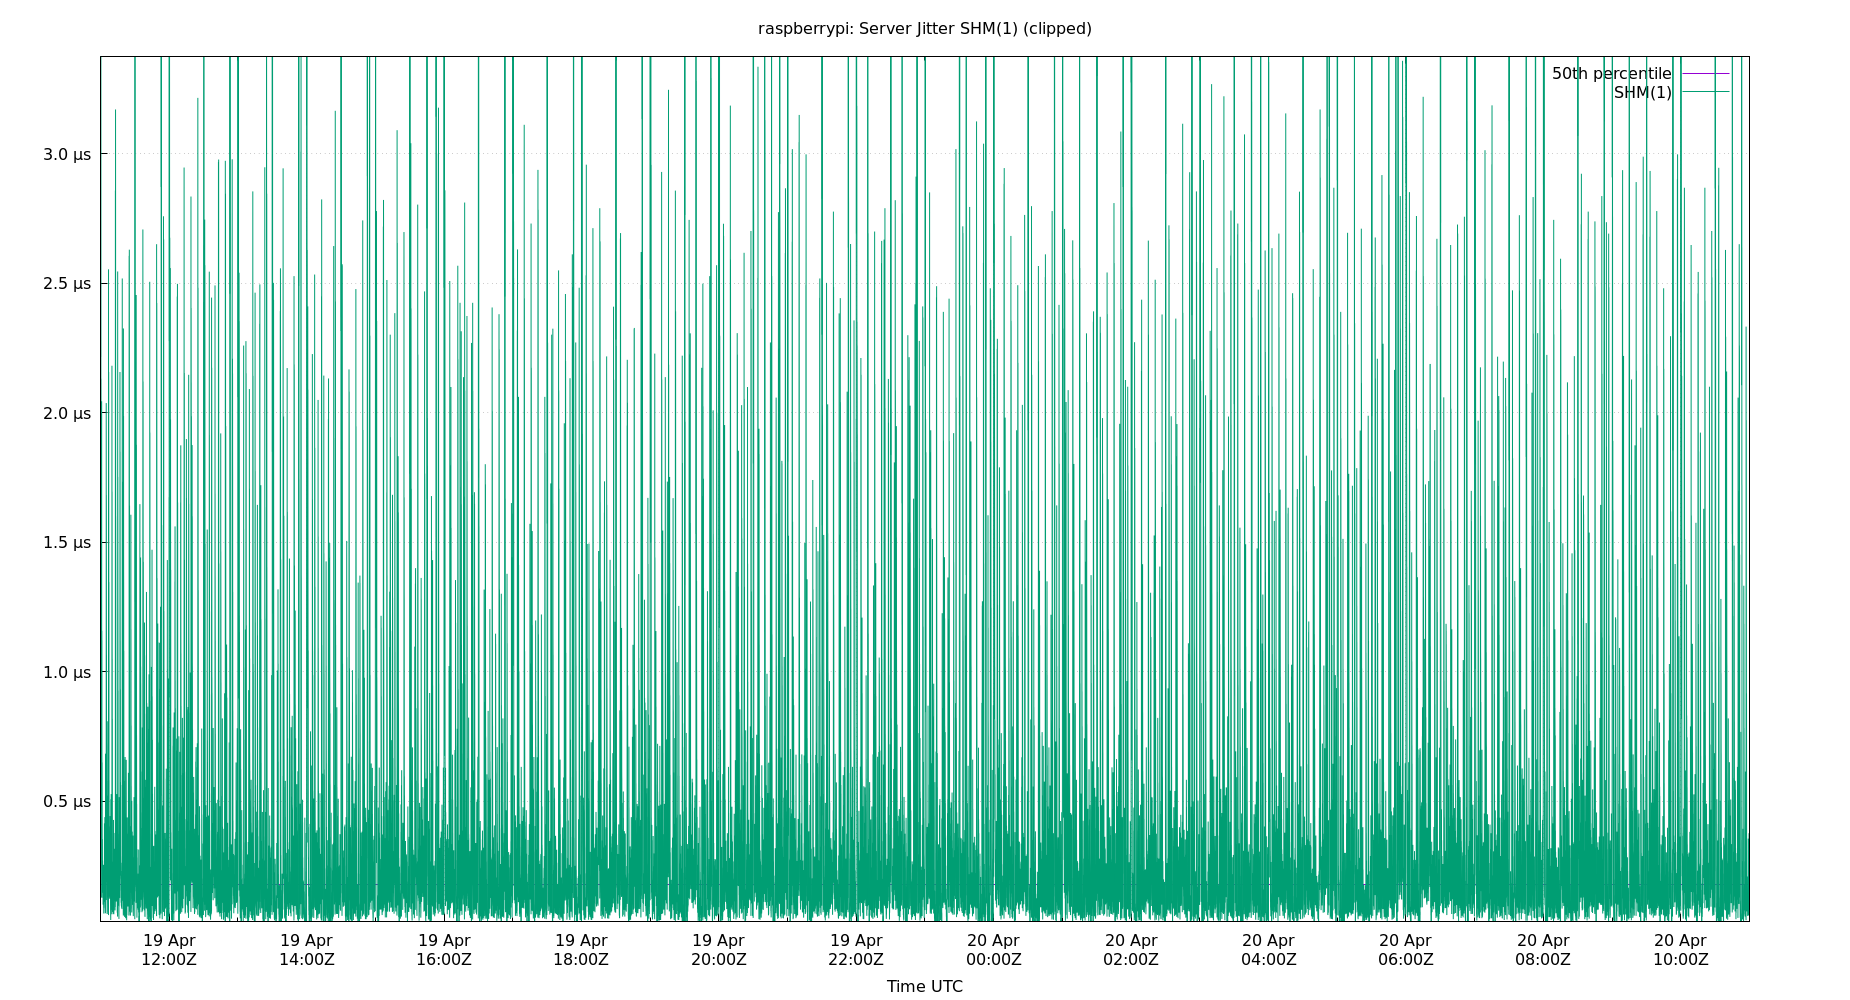 raspberrypi: Server Jitter SHM(1) (clipped)
50th percentile
SHM(1)
3.0 µs
2.5 µs
2.0 µs
1.5 µs
1.0 µs
0.5 µs
19 Apr 19 Apr 19 Apr 19 Apr 19 Apr 19 Apr 20 Apr 20 Apr 20 Apr 20 Apr 20 Apr 20 Apr
12:00Z 14:00Z 16:00Z 18:00Z 20:00Z 22:00Z 00:00Z 02:00Z 04:00Z 06:00Z 08:00Z 10:00Z
Time UTC